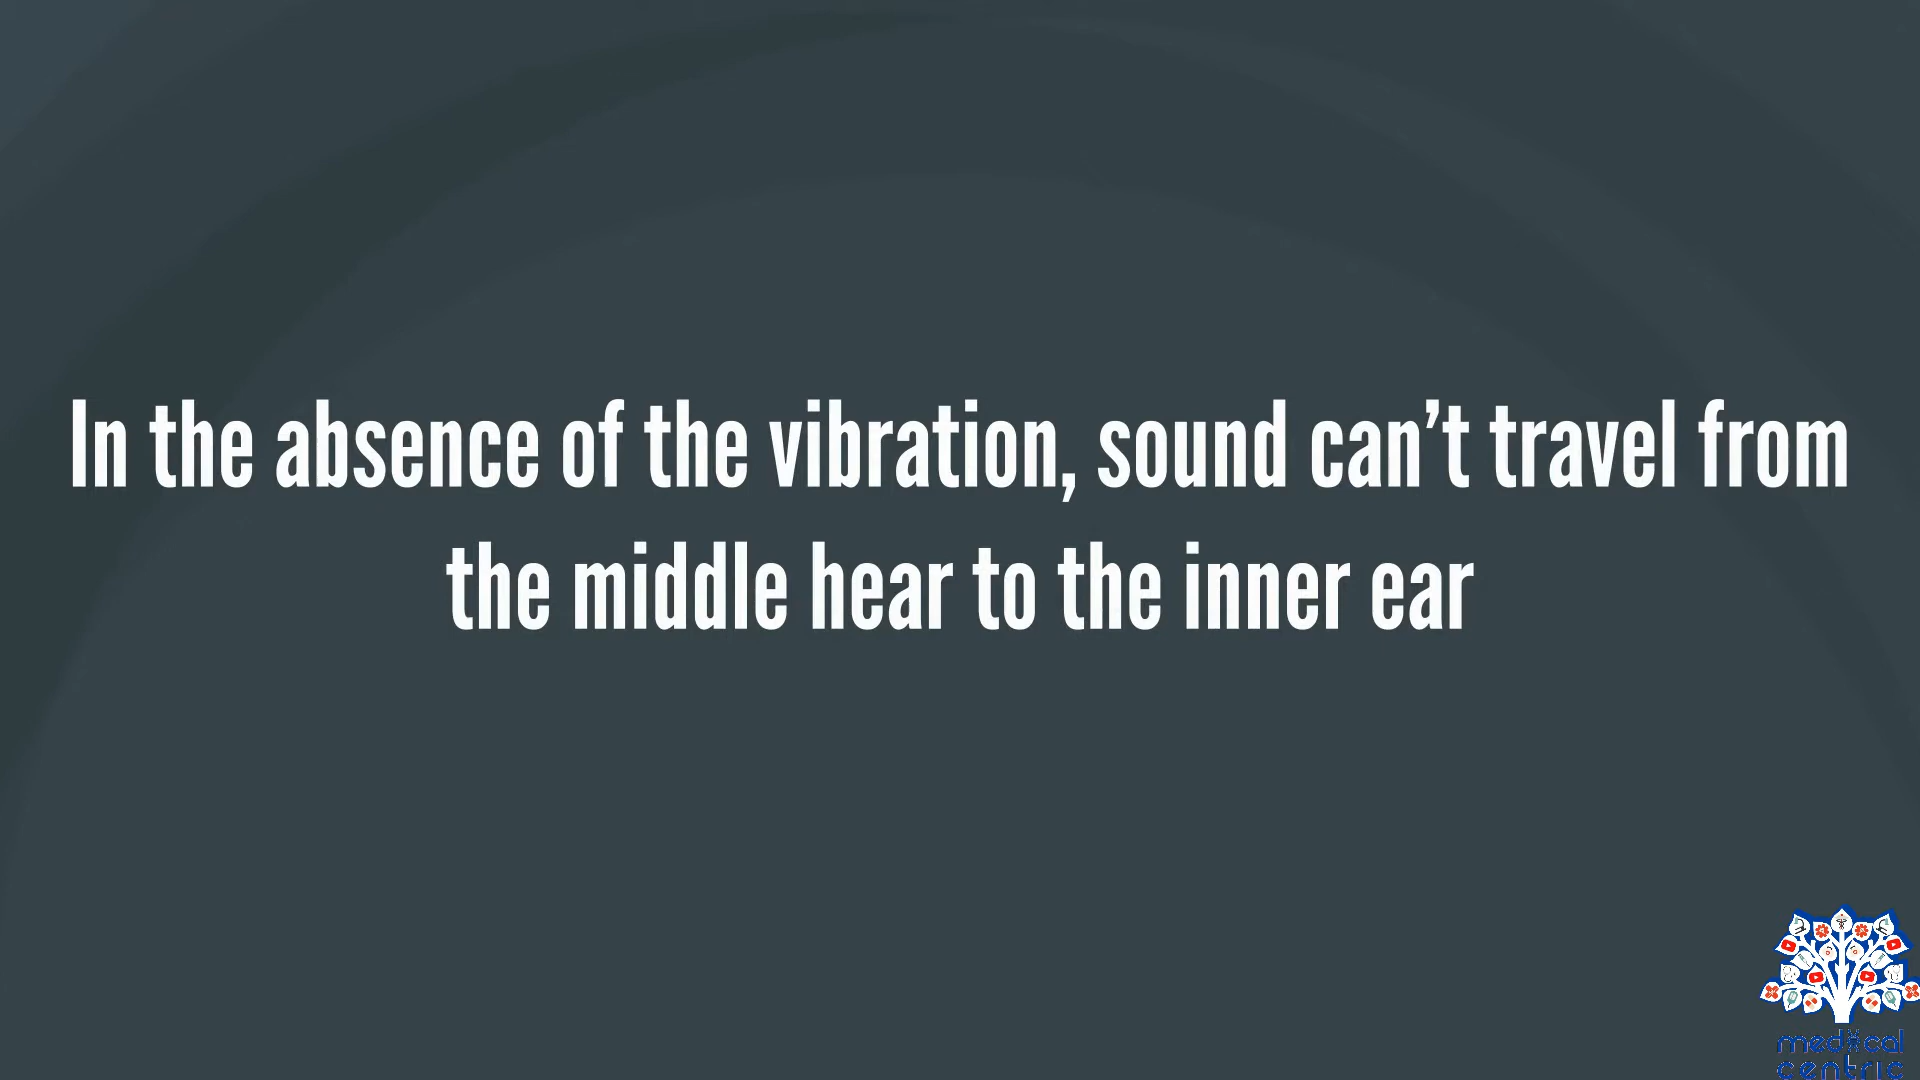 In the absence of the vibration, sound can’t travel from
the middle hear to the inner ear
medical
centric